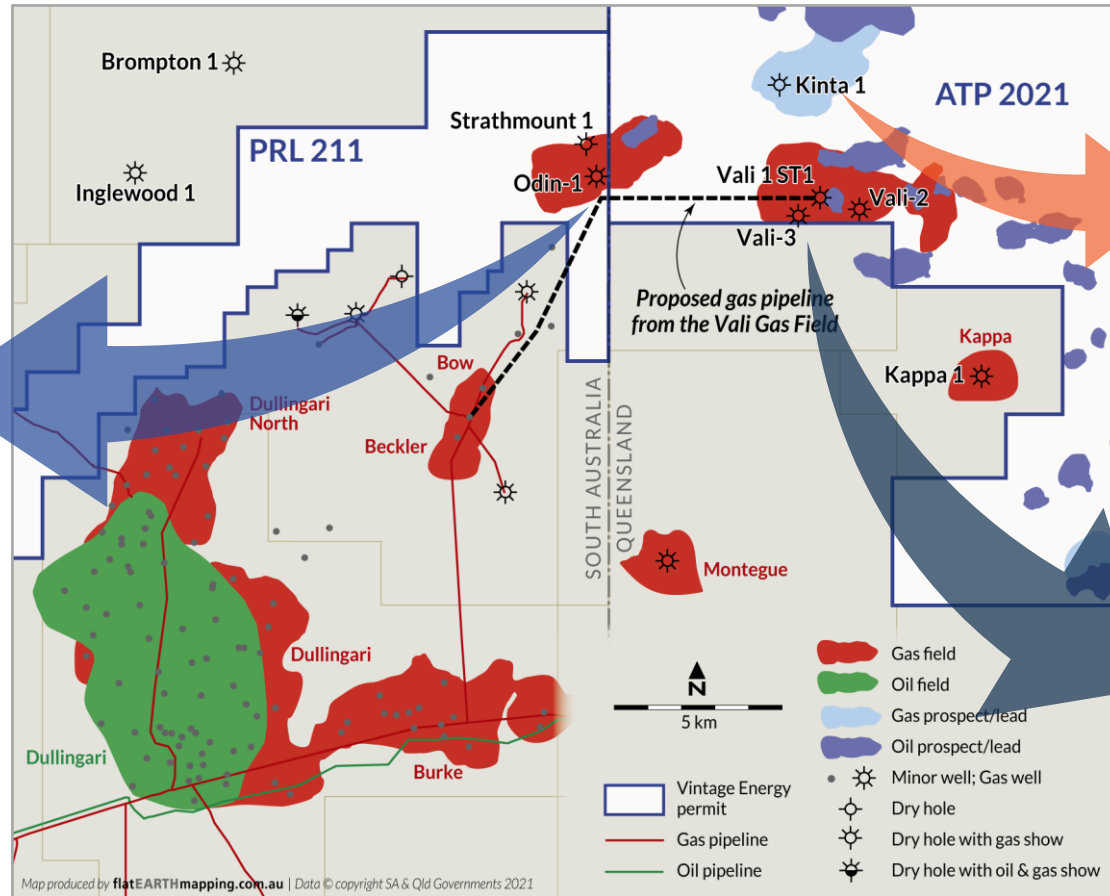 Brompton 1
Kinta 1
ATP 2021
Strathmount 1
PRL 211
Inglewood 1
Odin-1
Vali 1 ST1
Vali-2
Vali-3
Proposed gas pipeline
from the Vali Gas Field
Bow
Kappa
Kappa 1
Dullingari
North
Beckler
SOUTH AUSTRALIA
QUEENSLAND
Montegue
Dullingari
Dullingari
Burke
N
5 km
Gas field
Oil field
Gas prospect/lead
Oil prospect/lead
Minor well; Gas well
Dry hole
Dry hole with gas show
Dry hole with oil & gas show
Vintage Energy
permit
Gas pipeline
Oil pipeline
Map produced by flatEARTHmapping.com.au | Data © copyright SA & Qld Governments 2021